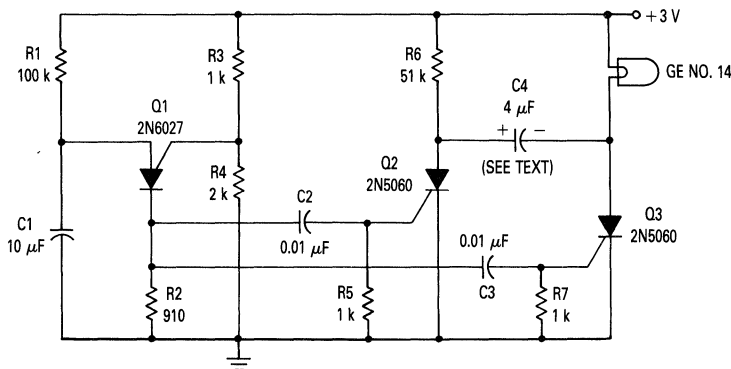 +3 V
R1
100 k
R3
1 k
R6
51 k
C4
4 µF
+ −
(SEE TEXT)
GE NO. 14
Q1
2N6027
R4
2 k
Q2
2N5060
C2
0.01 µF
Q3
2N5060
C1
10 µF
0.01 µF
C3
R2
910
R5
1 k
R7
1 k